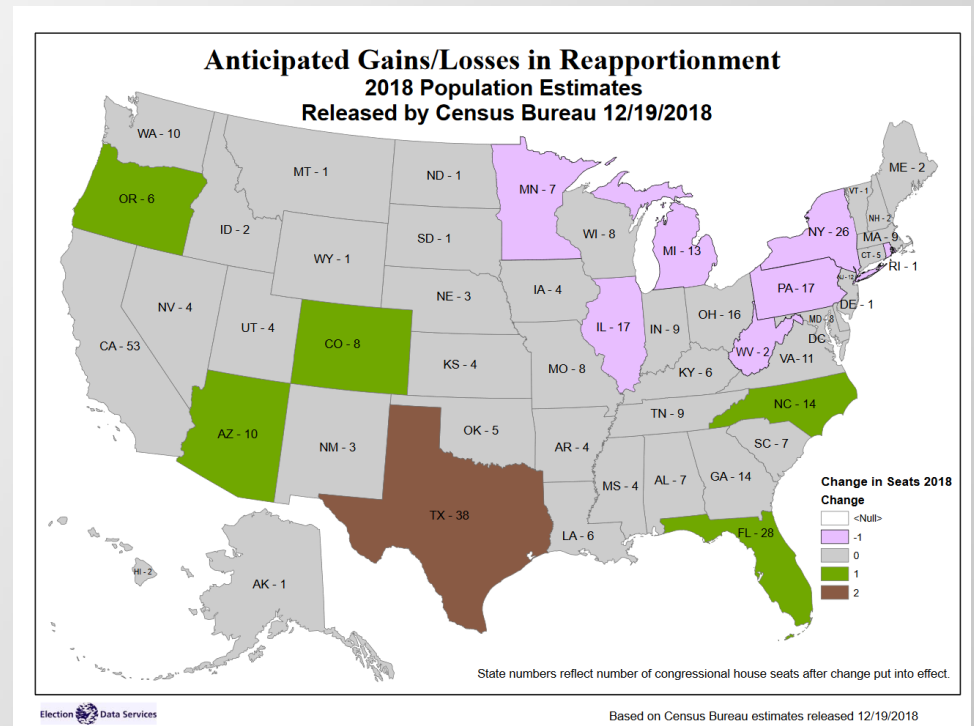 Anticipated Gains/Losses in Reapportionment
2018 Population Estimates
Released by Census Bureau 12/19/2018
WA - 10
OR - 6
ID - 2
MT - 1
ND - 1
MN - 7
ME - 2
VT - 1
NH - 2
NY - 26
MA - 9
CT - 5
RI - 1
WI - 8
MI - 13
SD - 1
WY - 1
NV - 4
UT - 4
CA - 53
CO - 8
NE - 3
IA - 4
IL - 17
IN - 9
OH - 16
PA - 17
NJ - 12
DE - 1
MD - 8
DC
WV - 2
VA - 11
KS - 4
MO - 8
KY - 6
AZ - 10
NM - 3
OK - 5
AR - 4
TN - 9
NC - 14
SC - 7
MS - 4
AL - 7
GA - 14
TX - 38
LA - 6
FL - 28
HI - 2
AK - 1
Change in Seats 2018
Change
<Null>
-1
0
1
2
State numbers reflect number of congressional house seats after change put into effect.
Election Data Services
Based on Census Bureau estimates released 12/19/2018